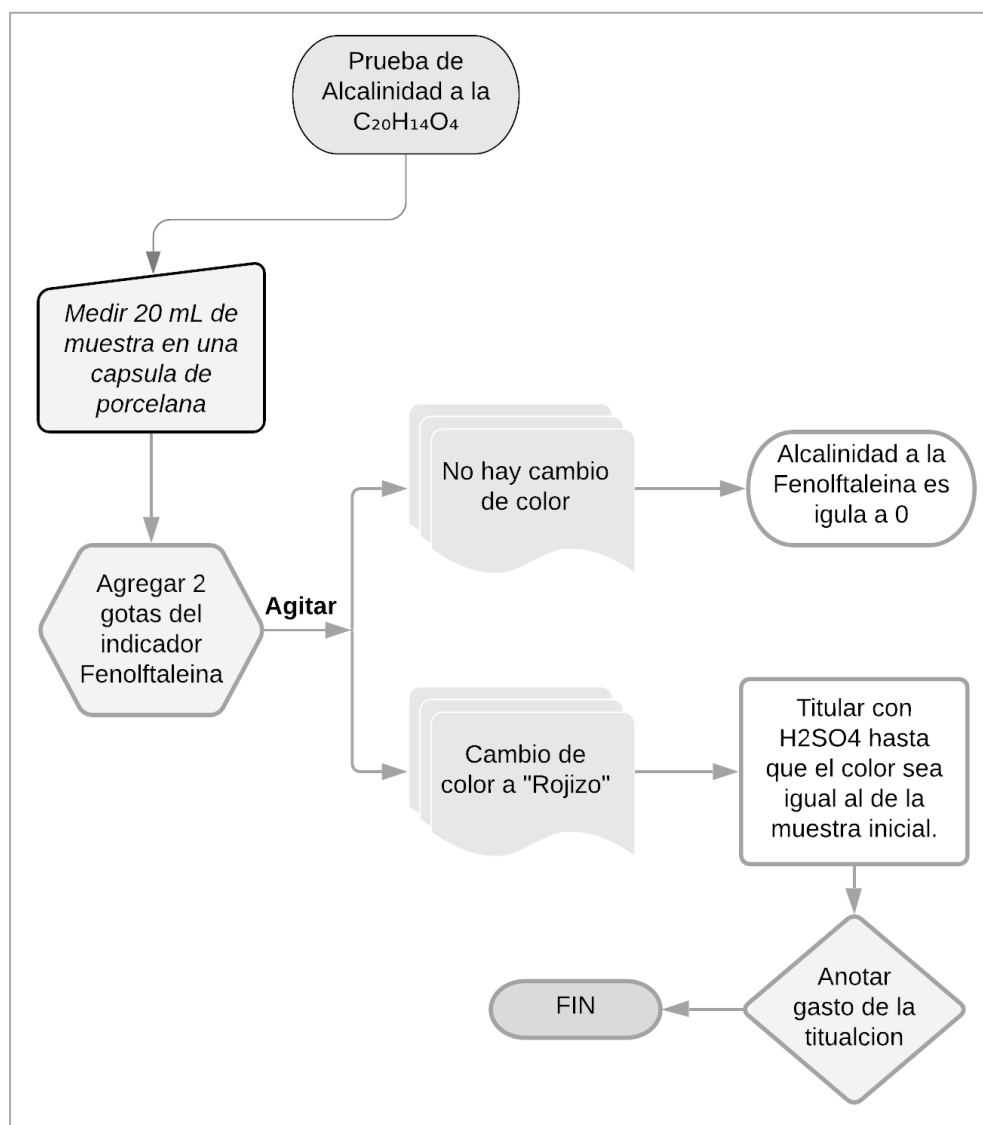 Prueba de
Alcalinidad a la
C₂₀H₁₄O₄
Medir 20 mL de
muestra en una
capsula de
porcelana
Agregar 2
gotas del
indicador
Fenolftaleina
Agitar
No hay cambio
de color
Alcalinidad a la
Fenolftaleina es
igula a 0
Cambio de
color a "Rojizo"
Titular con
H2SO4 hasta
que el color sea
igual al de la
muestra inicial.
Anotar
gasto de la
titualcion
FIN